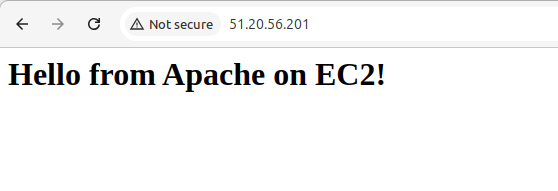 Not secure 51.20.56.201
Hello from Apache on EC2!